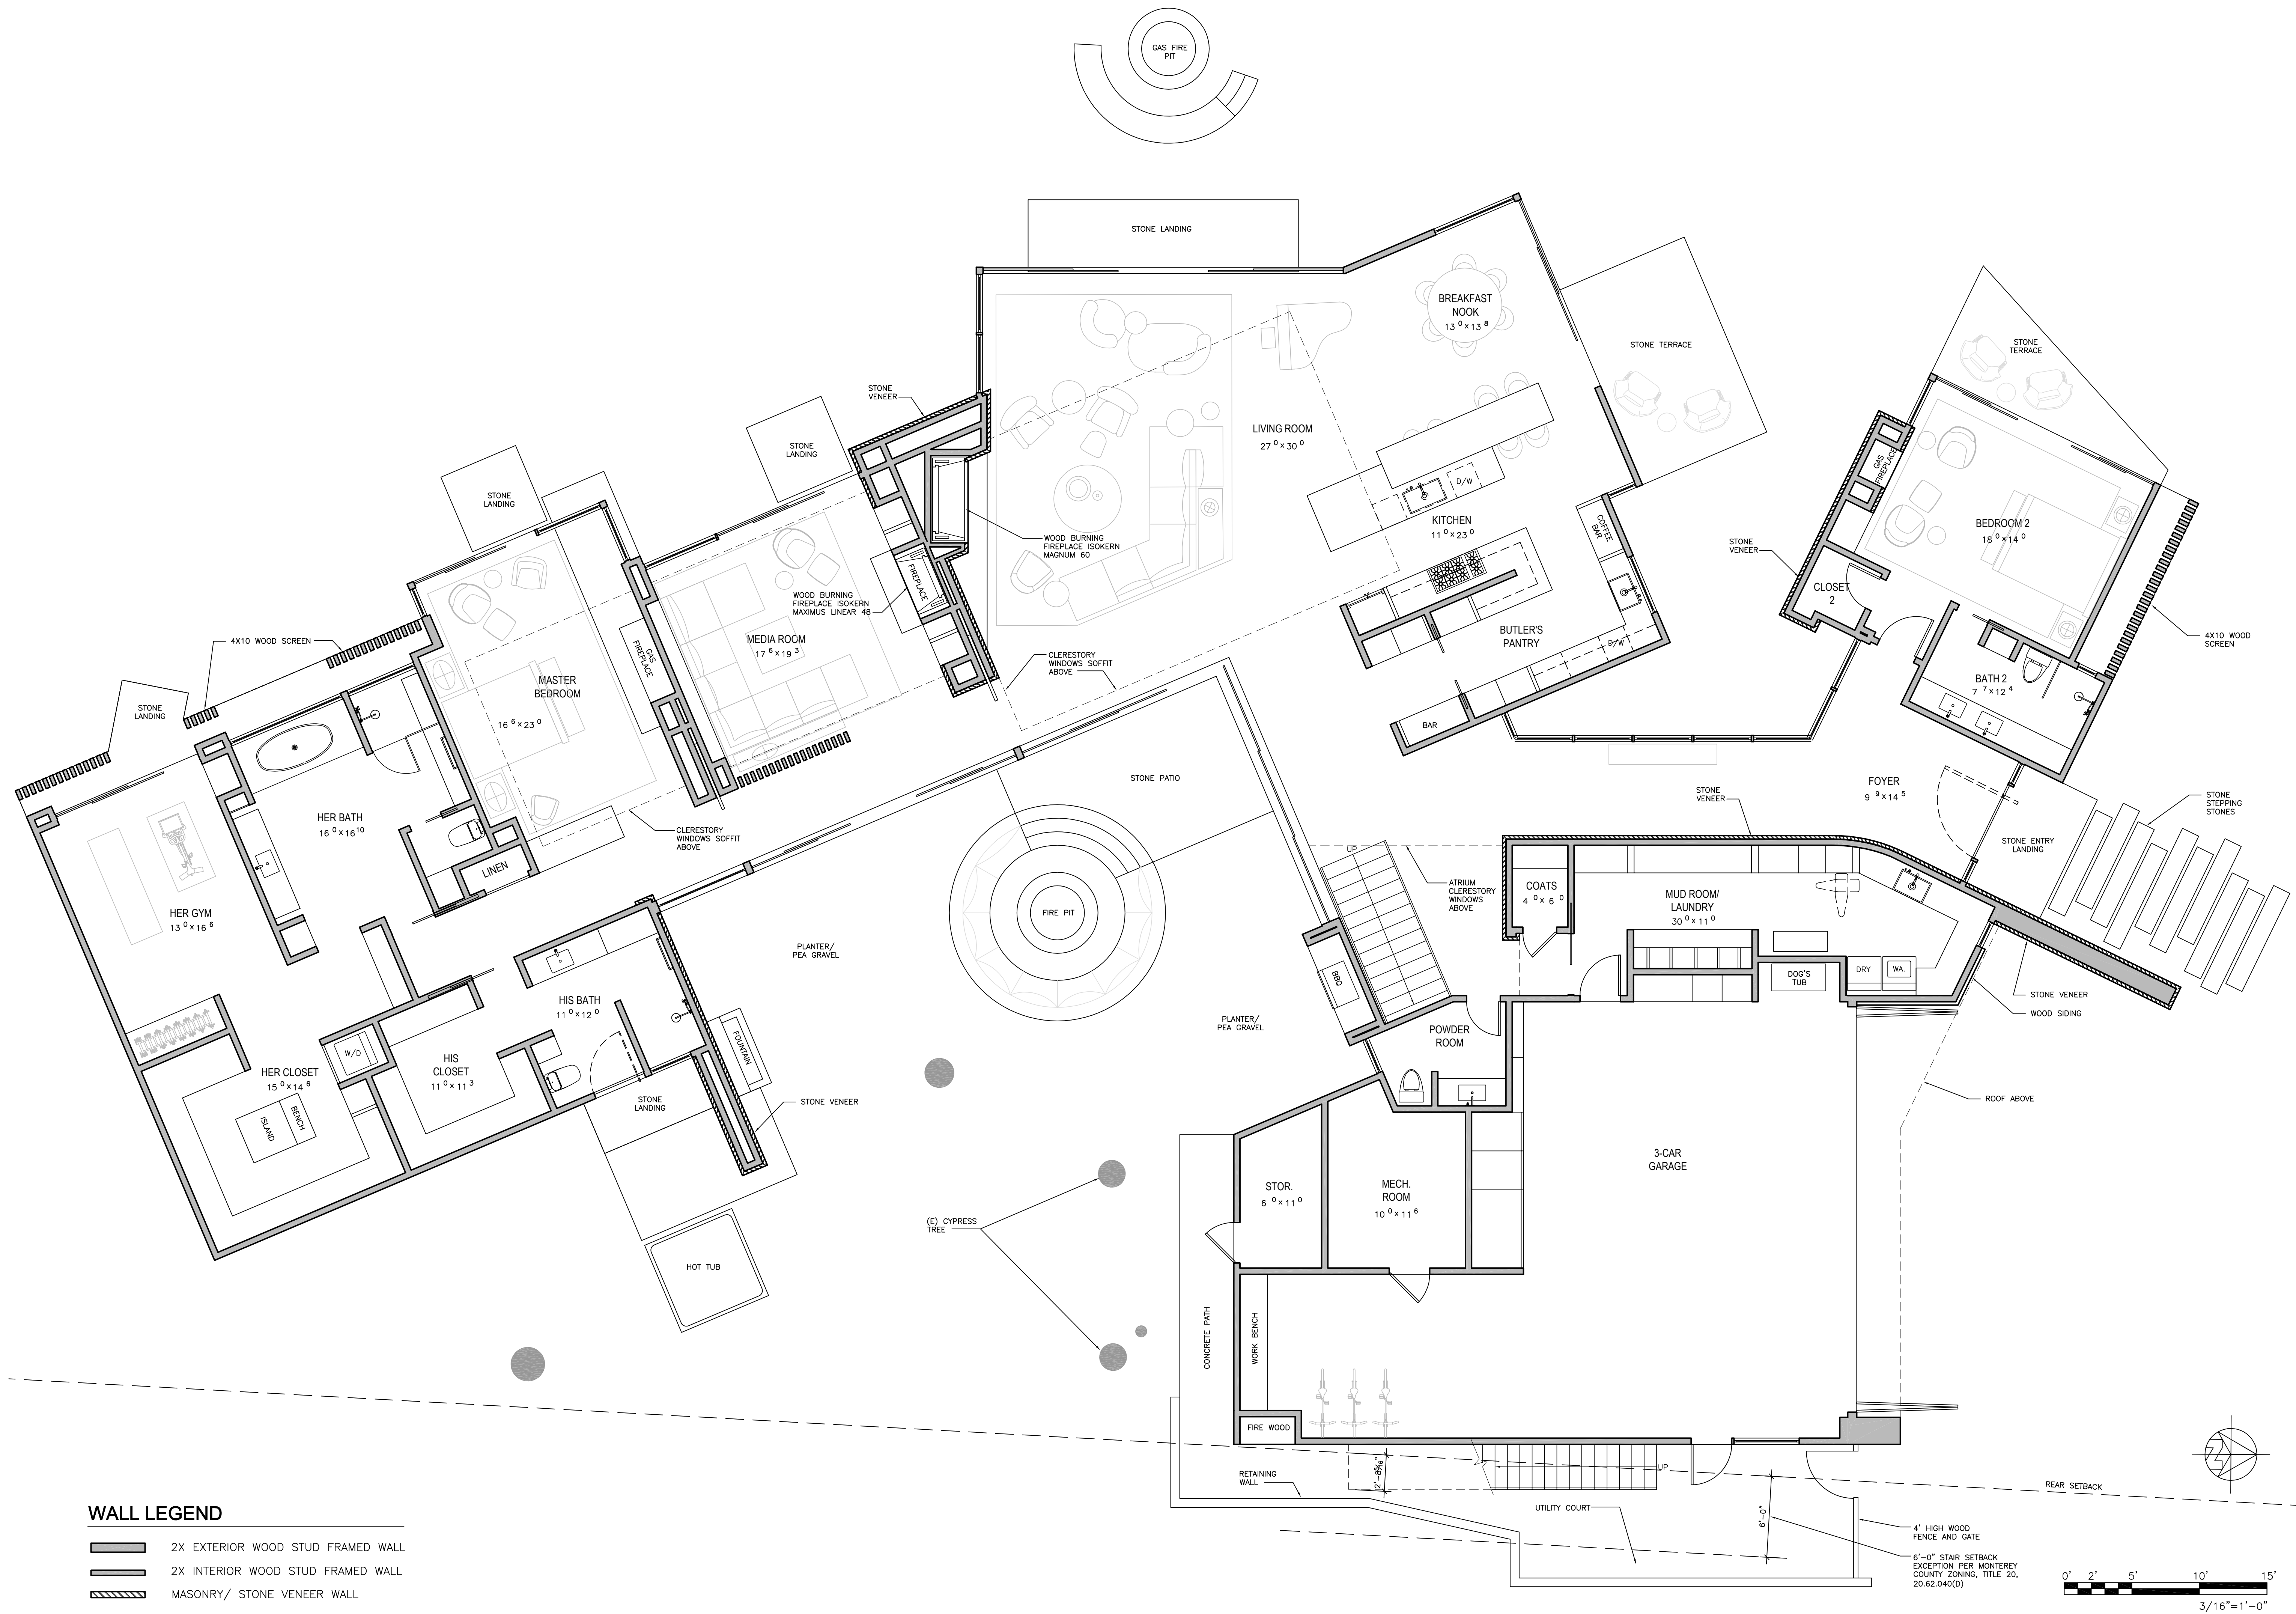 GAS FIRE
PIT
STONE LANDING
BREAKFAST
NOOK
13 0 x 13 8
STONE TERRACE
STONE
TERRACE
STONE
VENEER
LIVING ROOM
27 0 x 30 0
STONE
LANDING
STONE
LANDING
GAS
FIREPLACE
D/W
KITCHEN
11 0 x 23 0
COFFEE
BAR
BEDROOM 2
18 0 x 14 0
WOOD BURNING
FIREPLACE ISOKERN
MAGNUM 60
STONE
VENEER
FIREPLACE
WOOD BURNING
FIREPLACE ISOKERN
MAXIMUS LINEAR 48
CLOSET
2
4X10 WOOD SCREEN
MEDIA ROOM
17 6 x 19 3
GAS
FIREPLACE
BUTLER'S
PANTRY
D/W
4X10 WOOD
SCREEN
CLERESTORY
WINDOWS SOFFIT
ABOVE
MASTER
BEDROOM
16 6 x 23 0
BATH 2
7 7 x 12 4
STONE
LANDING
BAR
STONE PATIO
FOYER
9 9 x 14 5
STONE
VENEER
STONE
STEPPING
STONES
HER BATH
16 0 x 16 10
CLERESTORY
WINDOWS SOFFIT
ABOVE
STONE ENTRY
LANDING
UP
LINEN
ATRIUM
CLERESTORY
WINDOWS
ABOVE
COATS
4 0 x 6 0
MUD ROOM/
LAUNDRY
30 0 x 11 0
HER GYM
13 0 x 16 6
FIRE PIT
PLANTER/
PEA GRAVEL
BBQ
DRY
WA.
DOG'S
TUB
HIS BATH
11 0 x 12 0
STONE VENEER
WOOD SIDING
PLANTER/
PEA GRAVEL
POWDER
ROOM
FOUNTAIN
W/D
HIS
CLOSET
11 0 x 11 3
HER CLOSET
15 0 x 14 6
BENCH
ISLAND
STONE
LANDING
STONE VENEER
ROOF ABOVE
3-CAR
GARAGE
STOR.
6 0 x 11 0
MECH.
ROOM
10 0 x 11 6
(E) CYPRESS
TREE
HOT TUB
CONCRETE PATH
WORK BENCH
FIRE WOOD
RETAINING
WALL
UP
REAR SETBACK
UTILITY COURT
6'-0"
4' HIGH WOOD
FENCE AND GATE
6'-0" STAIR SETBACK
EXCEPTION PER MONTEREY
COUNTY ZONING, TITLE 20,
20.62.040(D)
WALL LEGEND
2X EXTERIOR WOOD STUD FRAMED WALL
2X INTERIOR WOOD STUD FRAMED WALL
MASONRY/ STONE VENEER WALL
0' 2' 5' 10' 15'
3/16"=1'-0"